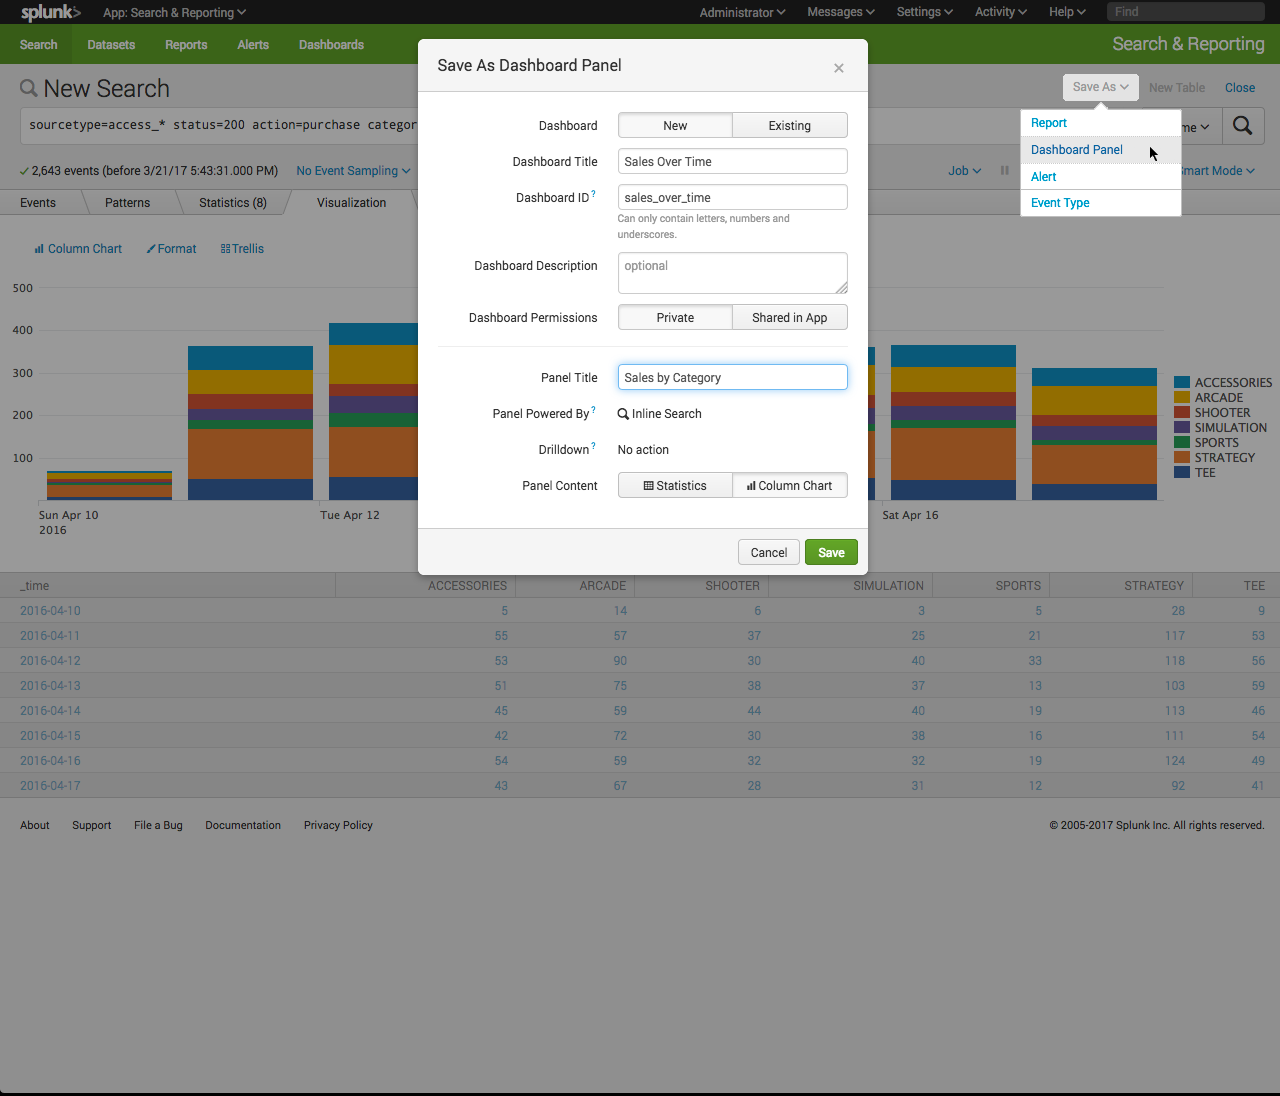 splunk> App: Search & Reporting Administrator Messages Settings Activity Help Find
Search Datasets Reports Alerts Dashboards Search & Reporting
New Search Save As New Table Close
sourcetype=access_* status=200 action=purchase categor
2,643 events (before 3/21/17 5:43:31.000 PM) No Event Sampling Job Smart Mode
Events Patterns Statistics (8) Visualization
Column Chart Format Trellis
Report
Dashboard Panel
Alert
Event Type
Save As Dashboard Panel ×
Dashboard New Existing
Dashboard Title Sales Over Time
Dashboard ID? sales_over_time
Can only contain letters, numbers and
underscores.
Dashboard Description optional
Dashboard Permissions Private Shared in App
Panel Title Sales by Category
Panel Powered By? Inline Search
Drilldown? No action
Panel Content Statistics Column Chart
Cancel Save
500
400
300
200
100
Sun Apr 10 Tue Apr 12 Sat Apr 16
2016
ACCESSORIES
ARCADE
SHOOTER
SIMULATION
SPORTS
STRATEGY
TEE
_time ACCESSORIES ARCADE SHOOTER SIMULATION SPORTS STRATEGY TEE
2016-04-10 5 14 6 3 5 28 9
2016-04-11 55 57 37 25 21 117 53
2016-04-12 53 90 30 40 33 118 56
2016-04-13 51 75 38 37 13 103 59
2016-04-14 45 59 44 40 19 113 46
2016-04-15 42 72 30 38 16 111 54
2016-04-16 54 59 32 32 19 124 49
2016-04-17 43 67 28 31 12 92 41
About Support File a Bug Documentation Privacy Policy © 2005-2017 Splunk Inc. All rights reserved.